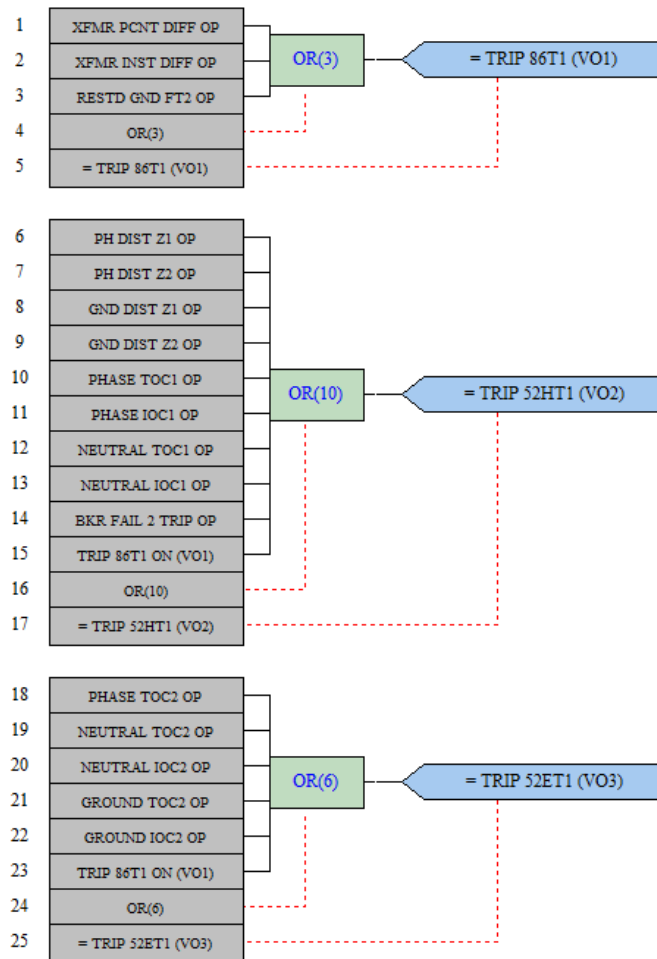 1 XFMR PCNT DIFF OP
2 XFMR INST DIFF OP OR(3) = TRIP 86T1 (VO1)
3 RESTD GND FT2 OP
4 OR(3)
5 = TRIP 86T1 (VO1)
6 PH DIST Z1 OP
7 PH DIST Z2 OP
8 GND DIST Z1 OP
9 GND DIST Z2 OP
10 PHASE TOC1 OP OR(10) = TRIP 52HT1 (VO2)
11 PHASE IOC1 OP
12 NEUTRAL TOC1 OP
13 NEUTRAL IOC1 OP
14 BKR FAIL 2 TRIP OP
15 TRIP 86T1 ON (VO1)
16 OR(10)
17 = TRIP 52HT1 (VO2)
18 PHASE TOC2 OP
19 NEUTRAL TOC2 OP
20 NEUTRAL IOC2 OP OR(6) = TRIP 52ET1 (VO3)
21 GROUND TOC2 OP
22 GROUND IOC2 OP
23 TRIP 86T1 ON (VO1)
24 OR(6)
25 = TRIP 52ET1 (VO3)